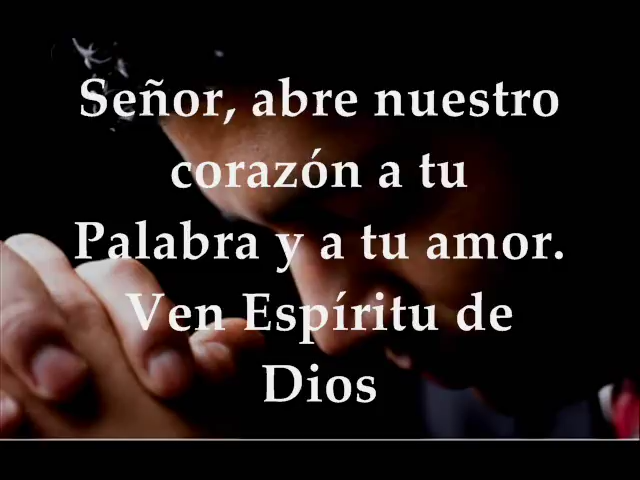 Señor, abre nuestro
corazón a tu
Palabra y a tu amor.
Ven Espíritu de
Dios